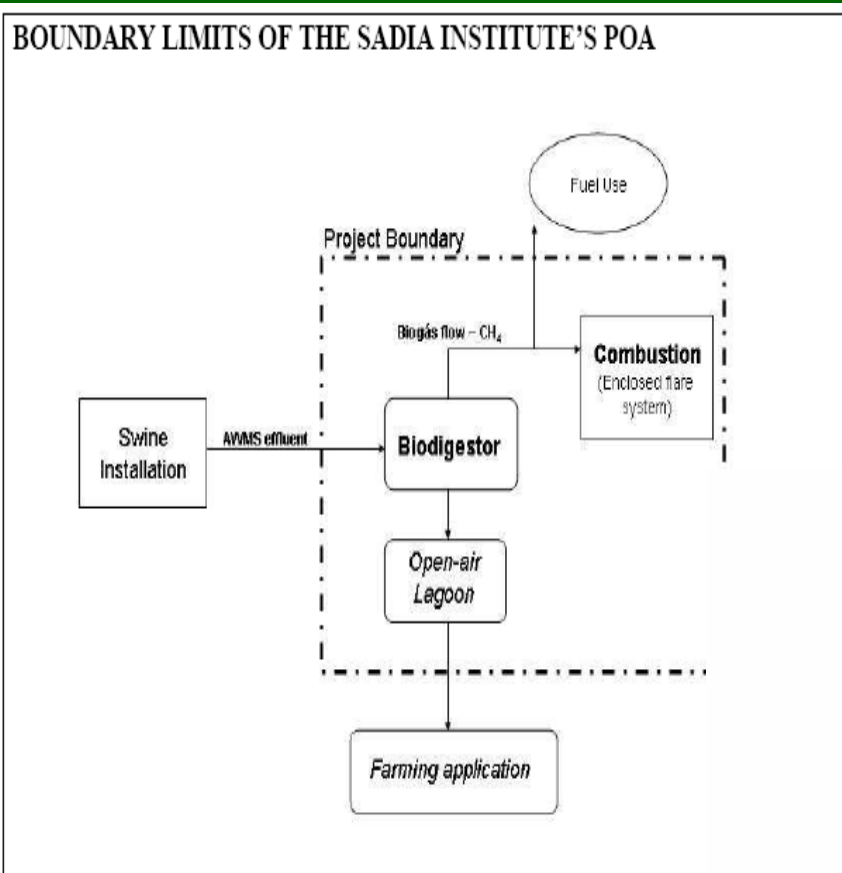 BOUNDARY LIMITS OF THE SADIA INSTITUTE'S POA
Fuel Use
Project Boundary
Biogás flow – CH₄
Combustion
(Enclosed flare
system)
Swine
Installation
AWMS effluent
Biodigestor
Open-air
Lagoon
Farming application